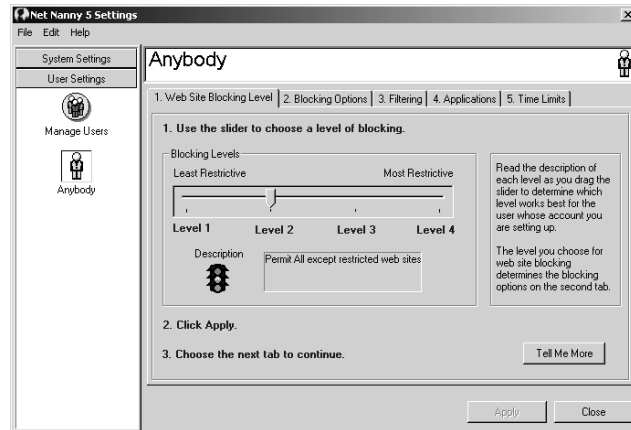 Net Nanny 5 Settings
File Edit Help
System Settings
User Settings
Manage Users
Anybody
Anybody
1. Web Site Blocking Level 2. Blocking Options 3. Filtering 4. Applications 5. Time Limits
1. Use the slider to choose a level of blocking.
Blocking Levels
Least Restrictive Most Restrictive
Level 1 Level 2 Level 3 Level 4
Description
Permit All except restricted web sites
Read the description of
each level as you drag the
slider to determine which
level works best for the
user whose account you
are setting up.
The level you choose for
web site blocking
determines the blocking
options on the second tab.
2. Click Apply.
3. Choose the next tab to continue.
Tell Me More
Apply Close